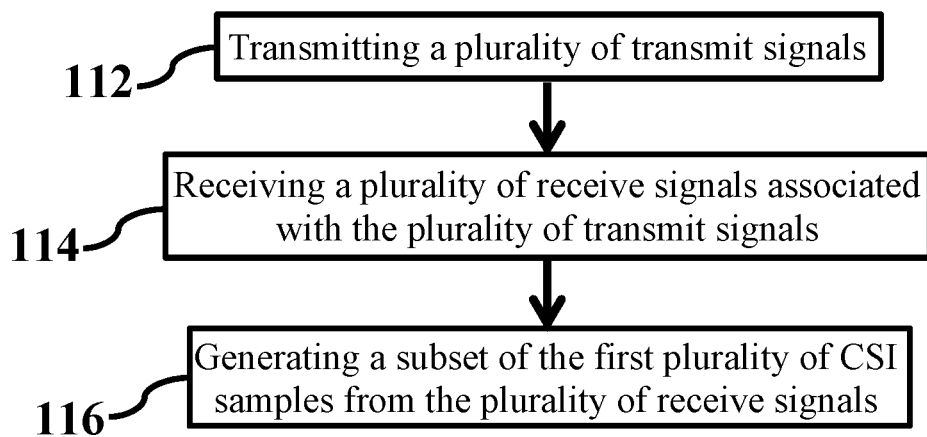 112
Transmitting a plurality of transmit signals
114
Receiving a plurality of receive signals associated
with the plurality of transmit signals
116
Generating a subset of the first plurality of CSI
samples from the plurality of receive signals